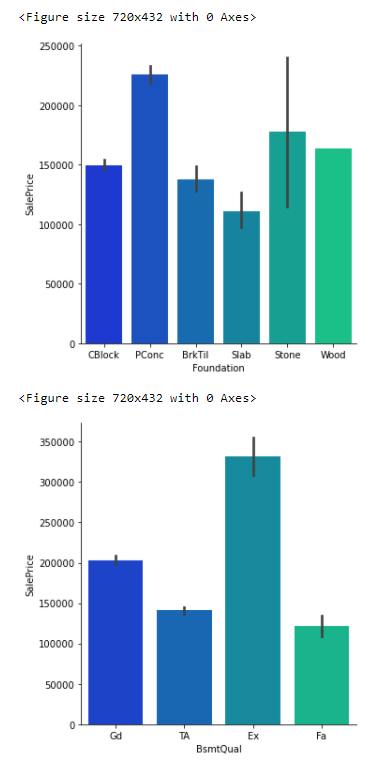 <Figure size 720x432 with 0 Axes>
250000
200000
150000
100000
50000
0
SalePrice
CBlock PConc BrkTil Slab Stone Wood
Foundation
<Figure size 720x432 with 0 Axes>
350000
300000
250000
200000
150000
100000
50000
0
SalePrice
Gd TA Ex Fa
BsmtQual